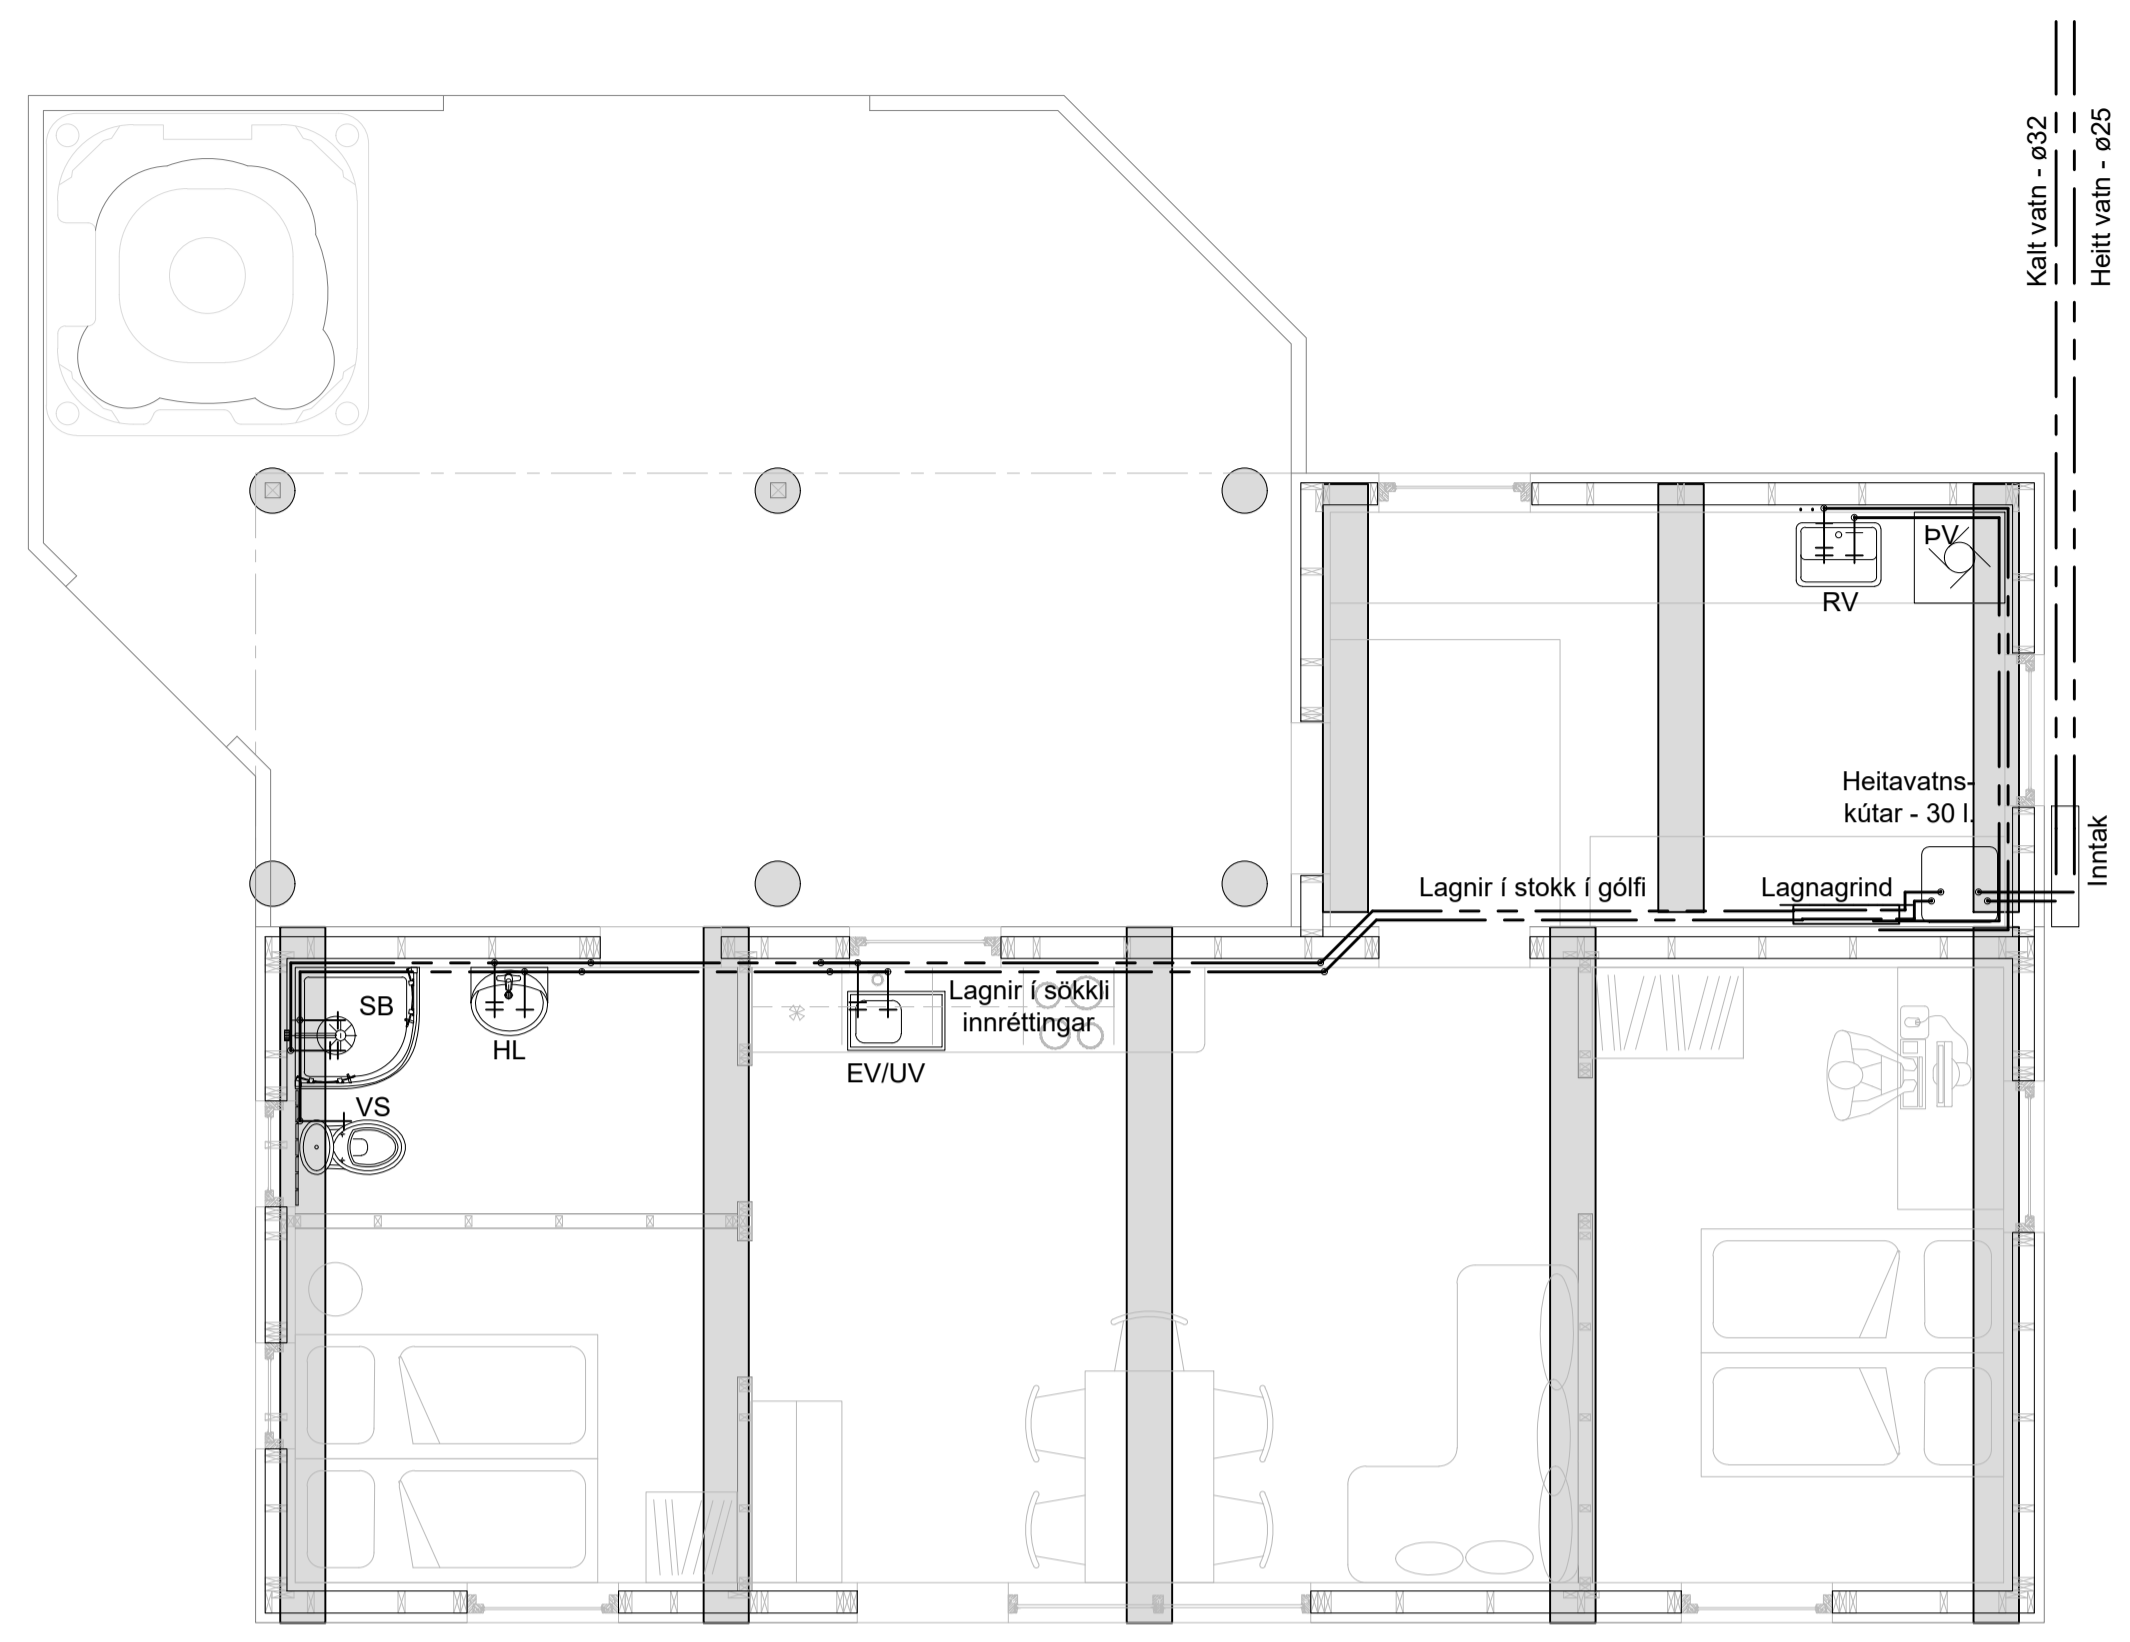 Kalt vatn - ø32
Heitt vatn - ø25
ÞV
RV
Heitavatns-
kútar - 30 l.
Inntak
Lagnir í stokk í gólfi
Lagnagrind
SB
HL
Lagnir í sökkli
innréttingar
EV/UV
VS